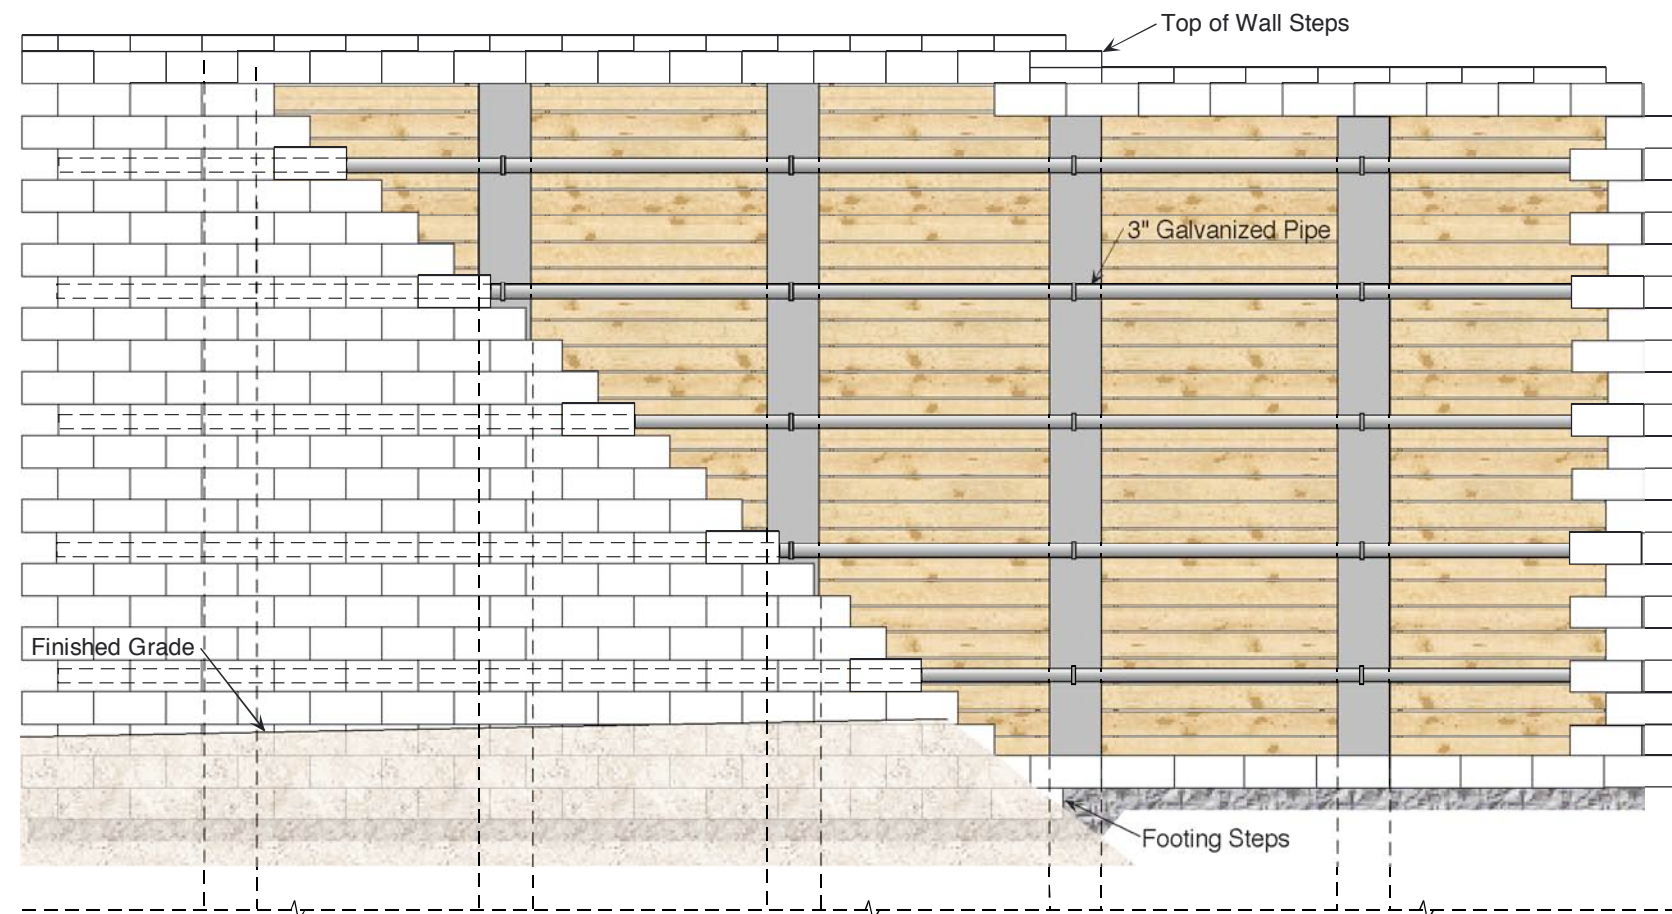 Top of Wall Steps
3" Galvanized Pipe
Finished Grade
Footing Steps